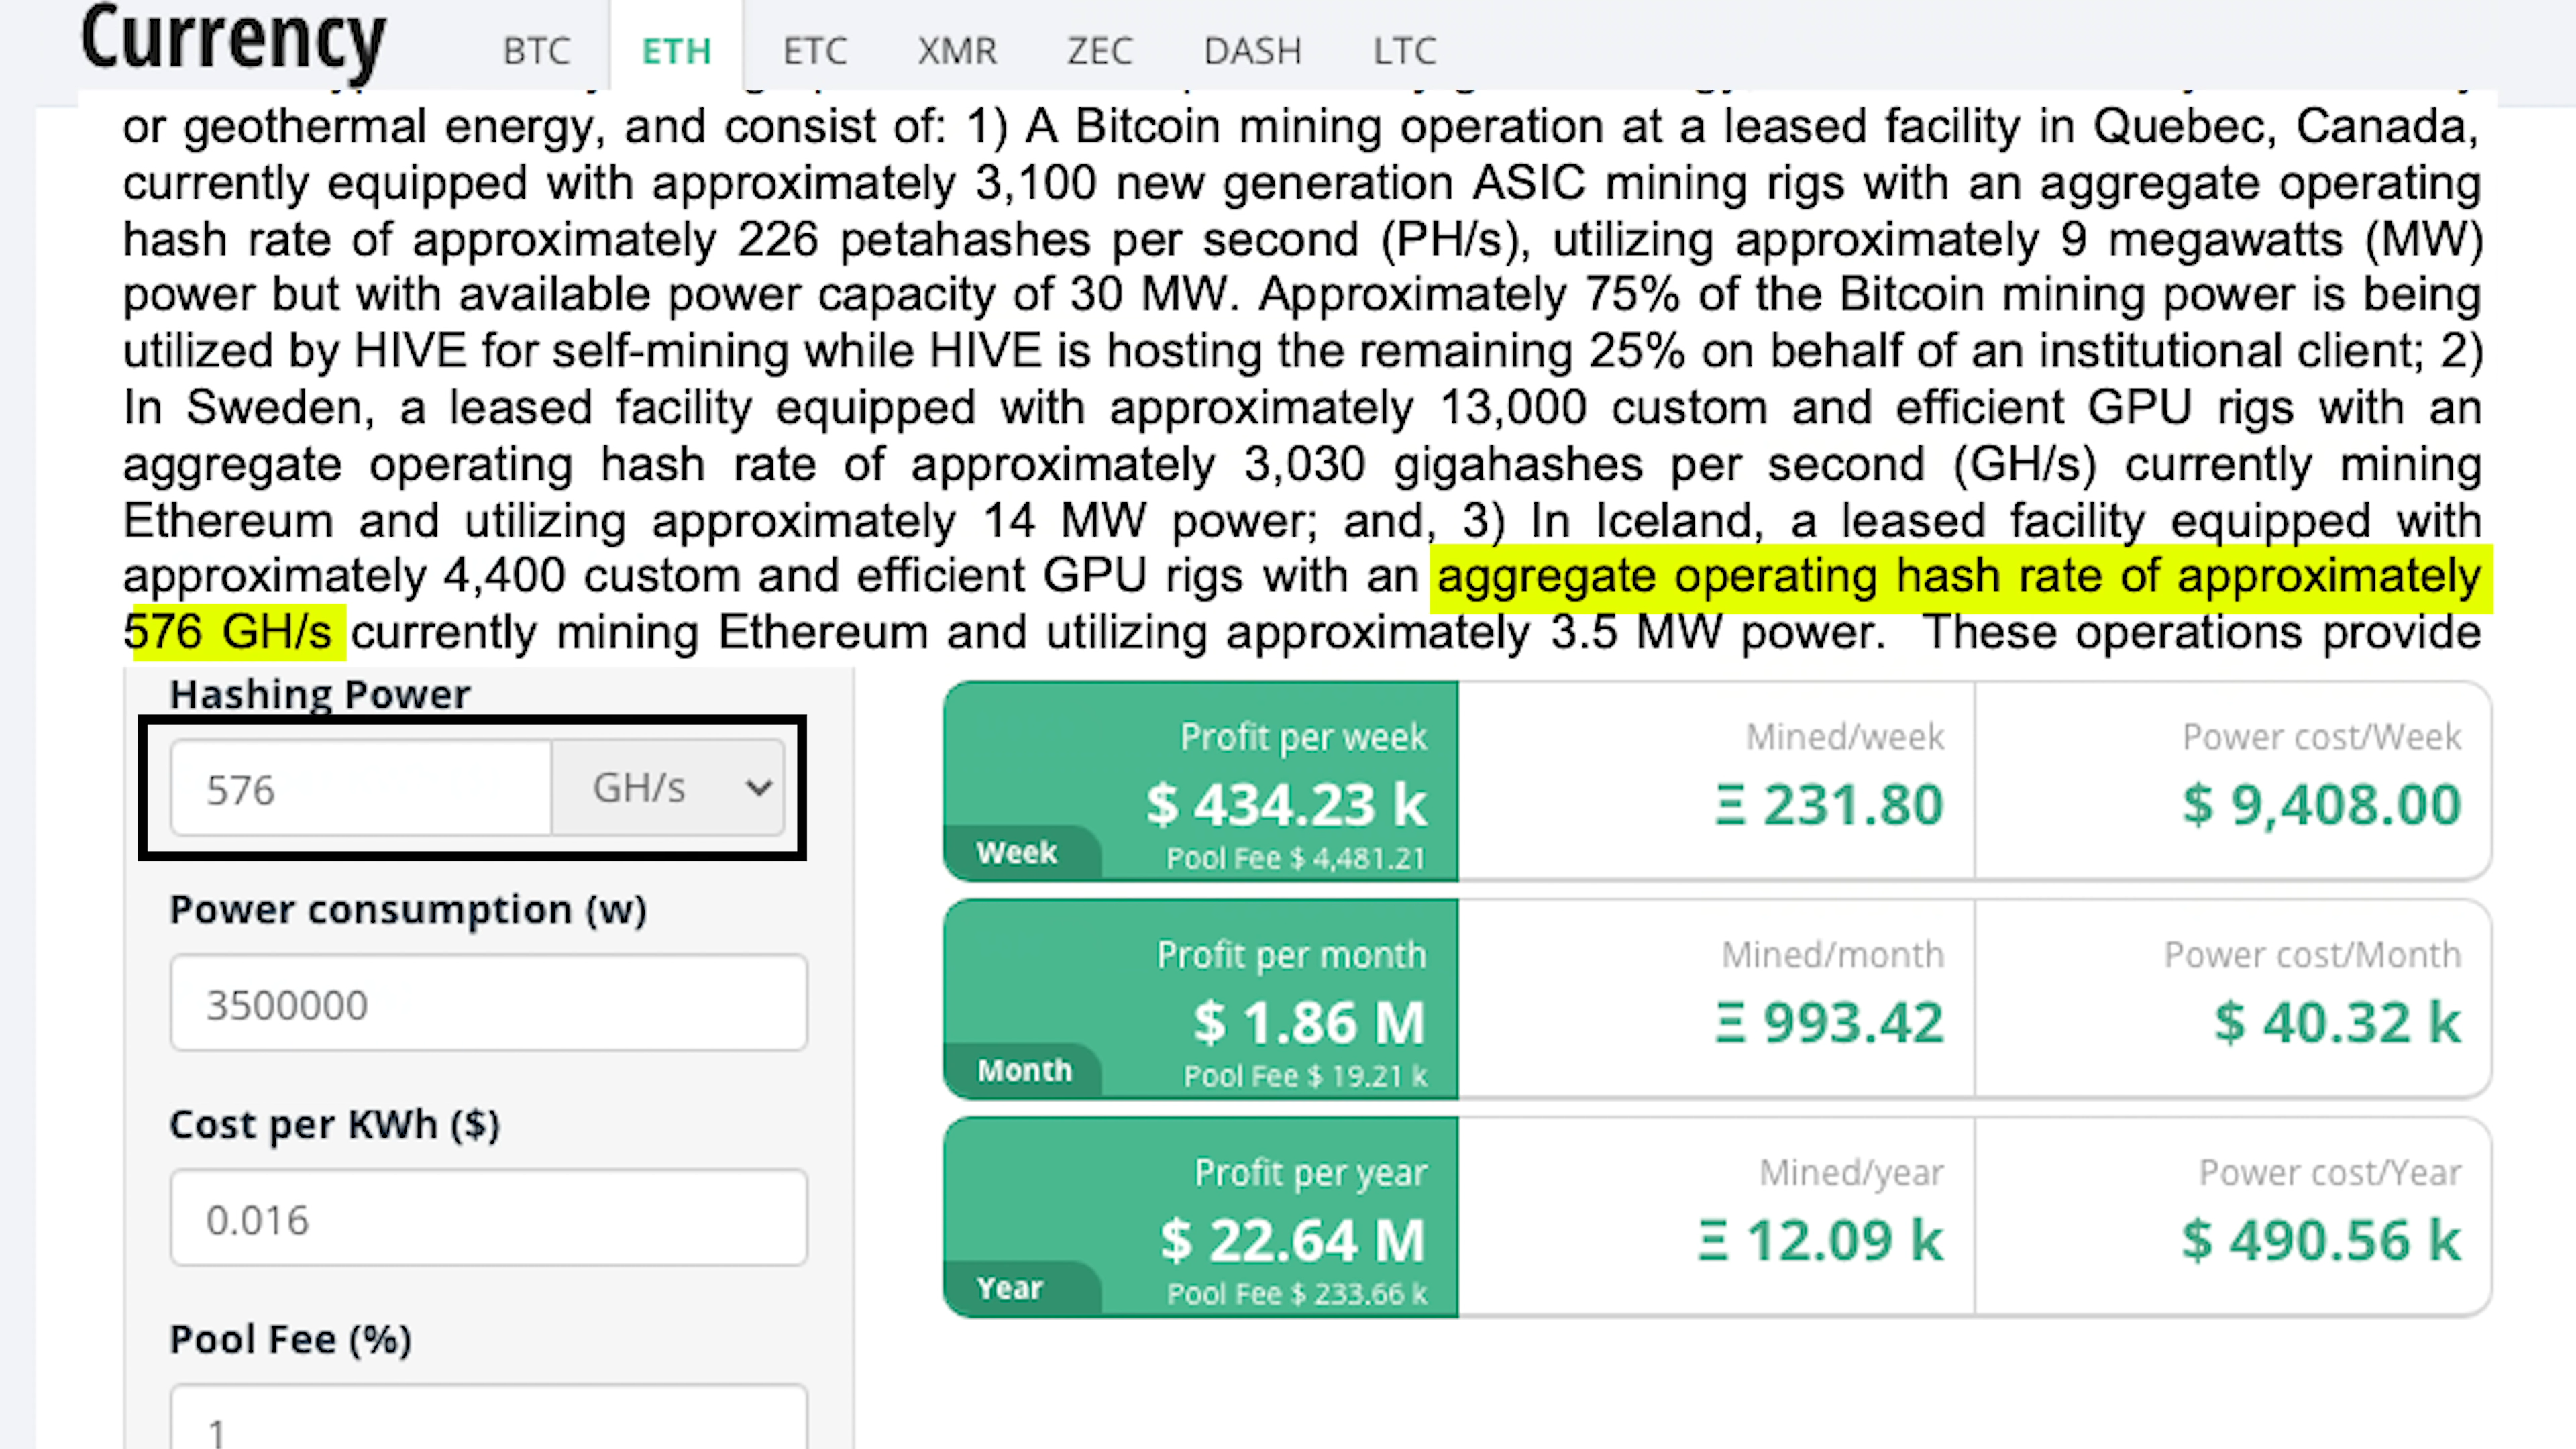 Currency
BTC
ETH
ETC
XMR
ZEC
DASH
LTC
or geothermal energy, and consist of: 1) A Bitcoin mining operation at a leased facility in Quebec, Canada,
currently equipped with approximately 3,100 new generation ASIC mining rigs with an aggregate operating
hash rate of approximately 226 petahashes per second (PH/s), utilizing approximately 9 megawatts (MW)
power but with available power capacity of 30 MW. Approximately 75% of the Bitcoin mining power is being
utilized by HIVE for self-mining while HIVE is hosting the remaining 25% on behalf of an institutional client; 2)
In Sweden, a leased facility equipped with approximately 13,000 custom and efficient GPU rigs with an
aggregate operating hash rate of approximately 3,030 gigahashes per second (GH/s) currently mining
Ethereum and utilizing approximately 14 MW power; and, 3) In Iceland, a leased facility equipped with
approximately 4,400 custom and efficient GPU rigs with an aggregate operating hash rate of approximately
576 GH/s currently mining Ethereum and utilizing approximately 3.5 MW power. These operations provide
Hashing Power
576
GH/s
Power consumption (w)
3500000
Cost per KWh ($)
0.016
Pool Fee (%)
1
Profit per week
$ 434.23 k
Week
Pool Fee $ 4,481.21
Mined/week
Ξ 231.80
Power cost/Week
$ 9,408.00
Profit per month
$ 1.86 M
Month
Pool Fee $ 19.21 k
Mined/month
Ξ 993.42
Power cost/Month
$ 40.32 k
Profit per year
$ 22.64 M
Year
Pool Fee $ 233.66 k
Mined/year
Ξ 12.09 k
Power cost/Year
$ 490.56 k